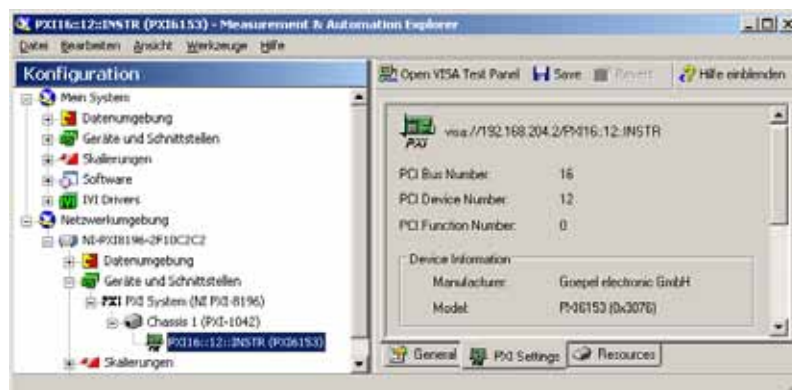 PXI16::12::INSTR (PXI6153) - Measurement & Automation Explorer
Datei Bearbeiten Ansicht Werkzeuge Hilfe
Konfiguration
Mein System
Datenumgebung
Geräte und Schnittstellen
Skalierungen
Software
IVI Drivers
Netzwerkumgebung
NI-PXI8196-2F10C2C2
Datenumgebung
Geräte und Schnittstellen
PXI PXI System (NI PXI-8196)
Chassis 1 (PXI-1042)
PXI16::12::INSTR (PXI6153)
Skalierungen
Open VISA Test Panel Save Revert Hilfe einblenden
PXI visa://192.168.204.2/PXI16::12::INSTR
PCI Bus Number: 16
PCI Device Number: 12
PCI Function Number: 0
Device Information
Manufacturer: Goepel electronic GmbH
Model: PXI6153 (0x3076)
General PXI Settings Resources